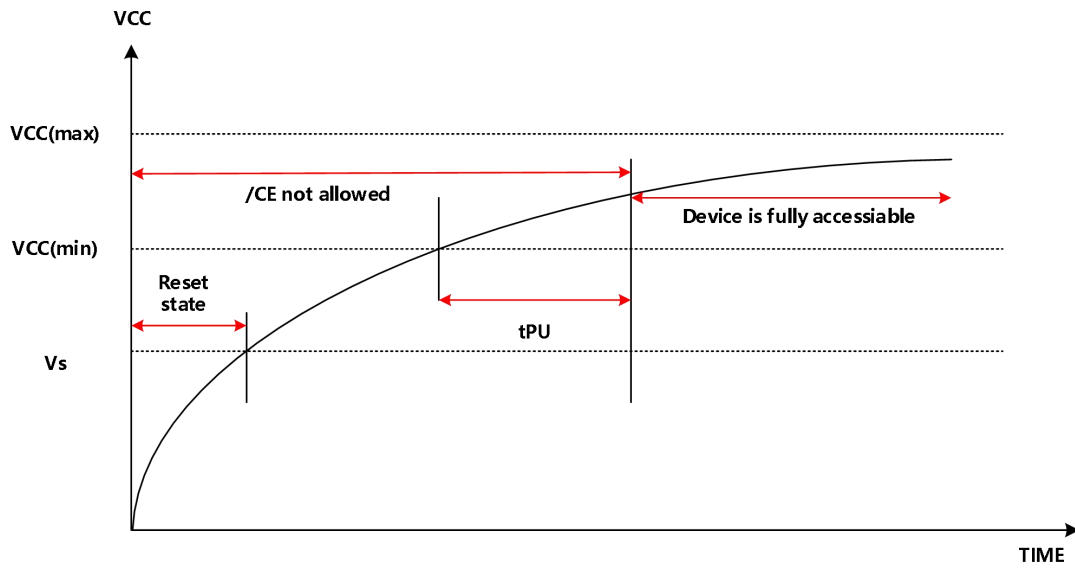 VCC
VCC(max)
/CE not allowed
Device is fully accessiable
VCC(min)
Reset
state
tPU
Vs
TIME